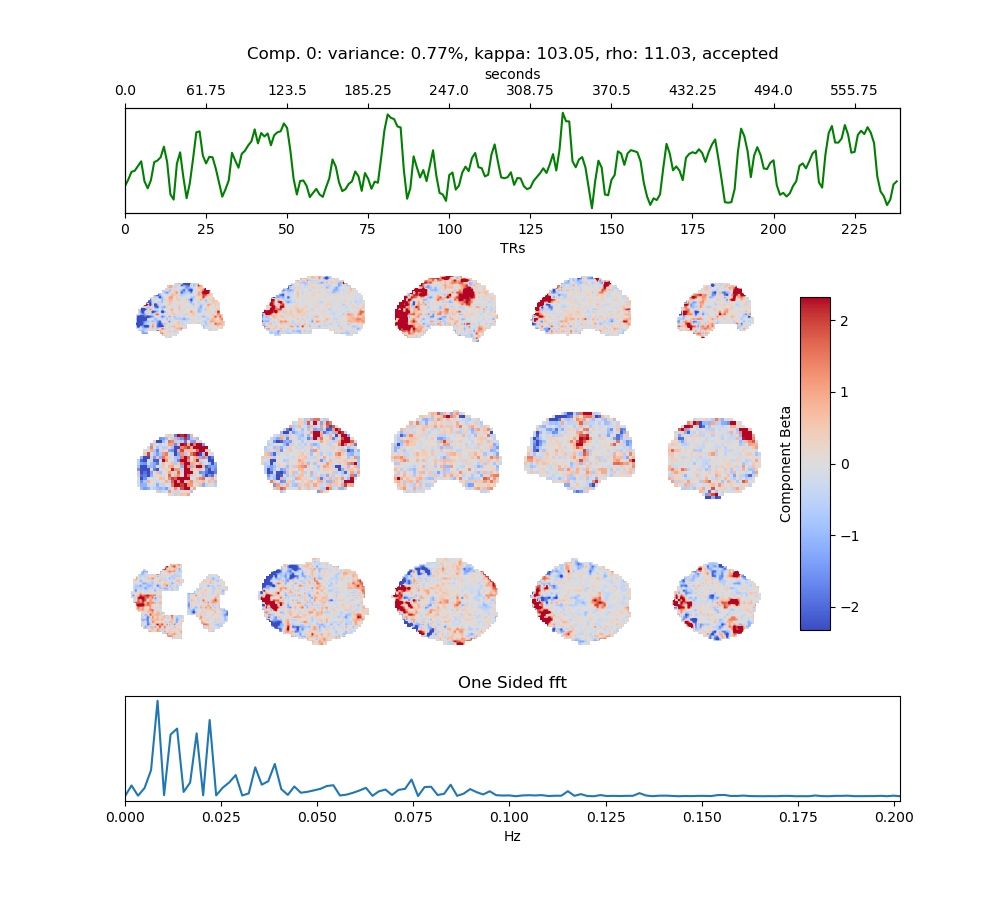 Comp. 0: variance: 0.77%, kappa: 103.05, rho: 11.03, accepted
seconds
0.0 61.75 123.5 185.25 247.0 308.75 370.5 432.25 494.0 555.75
0 25 50 75 100 125 150 175 200 225
TRs
2
1
0
−1
−2
Component Beta
One Sided fft
0.000 0.025 0.050 0.075 0.100 0.125 0.150 0.175 0.200
Hz